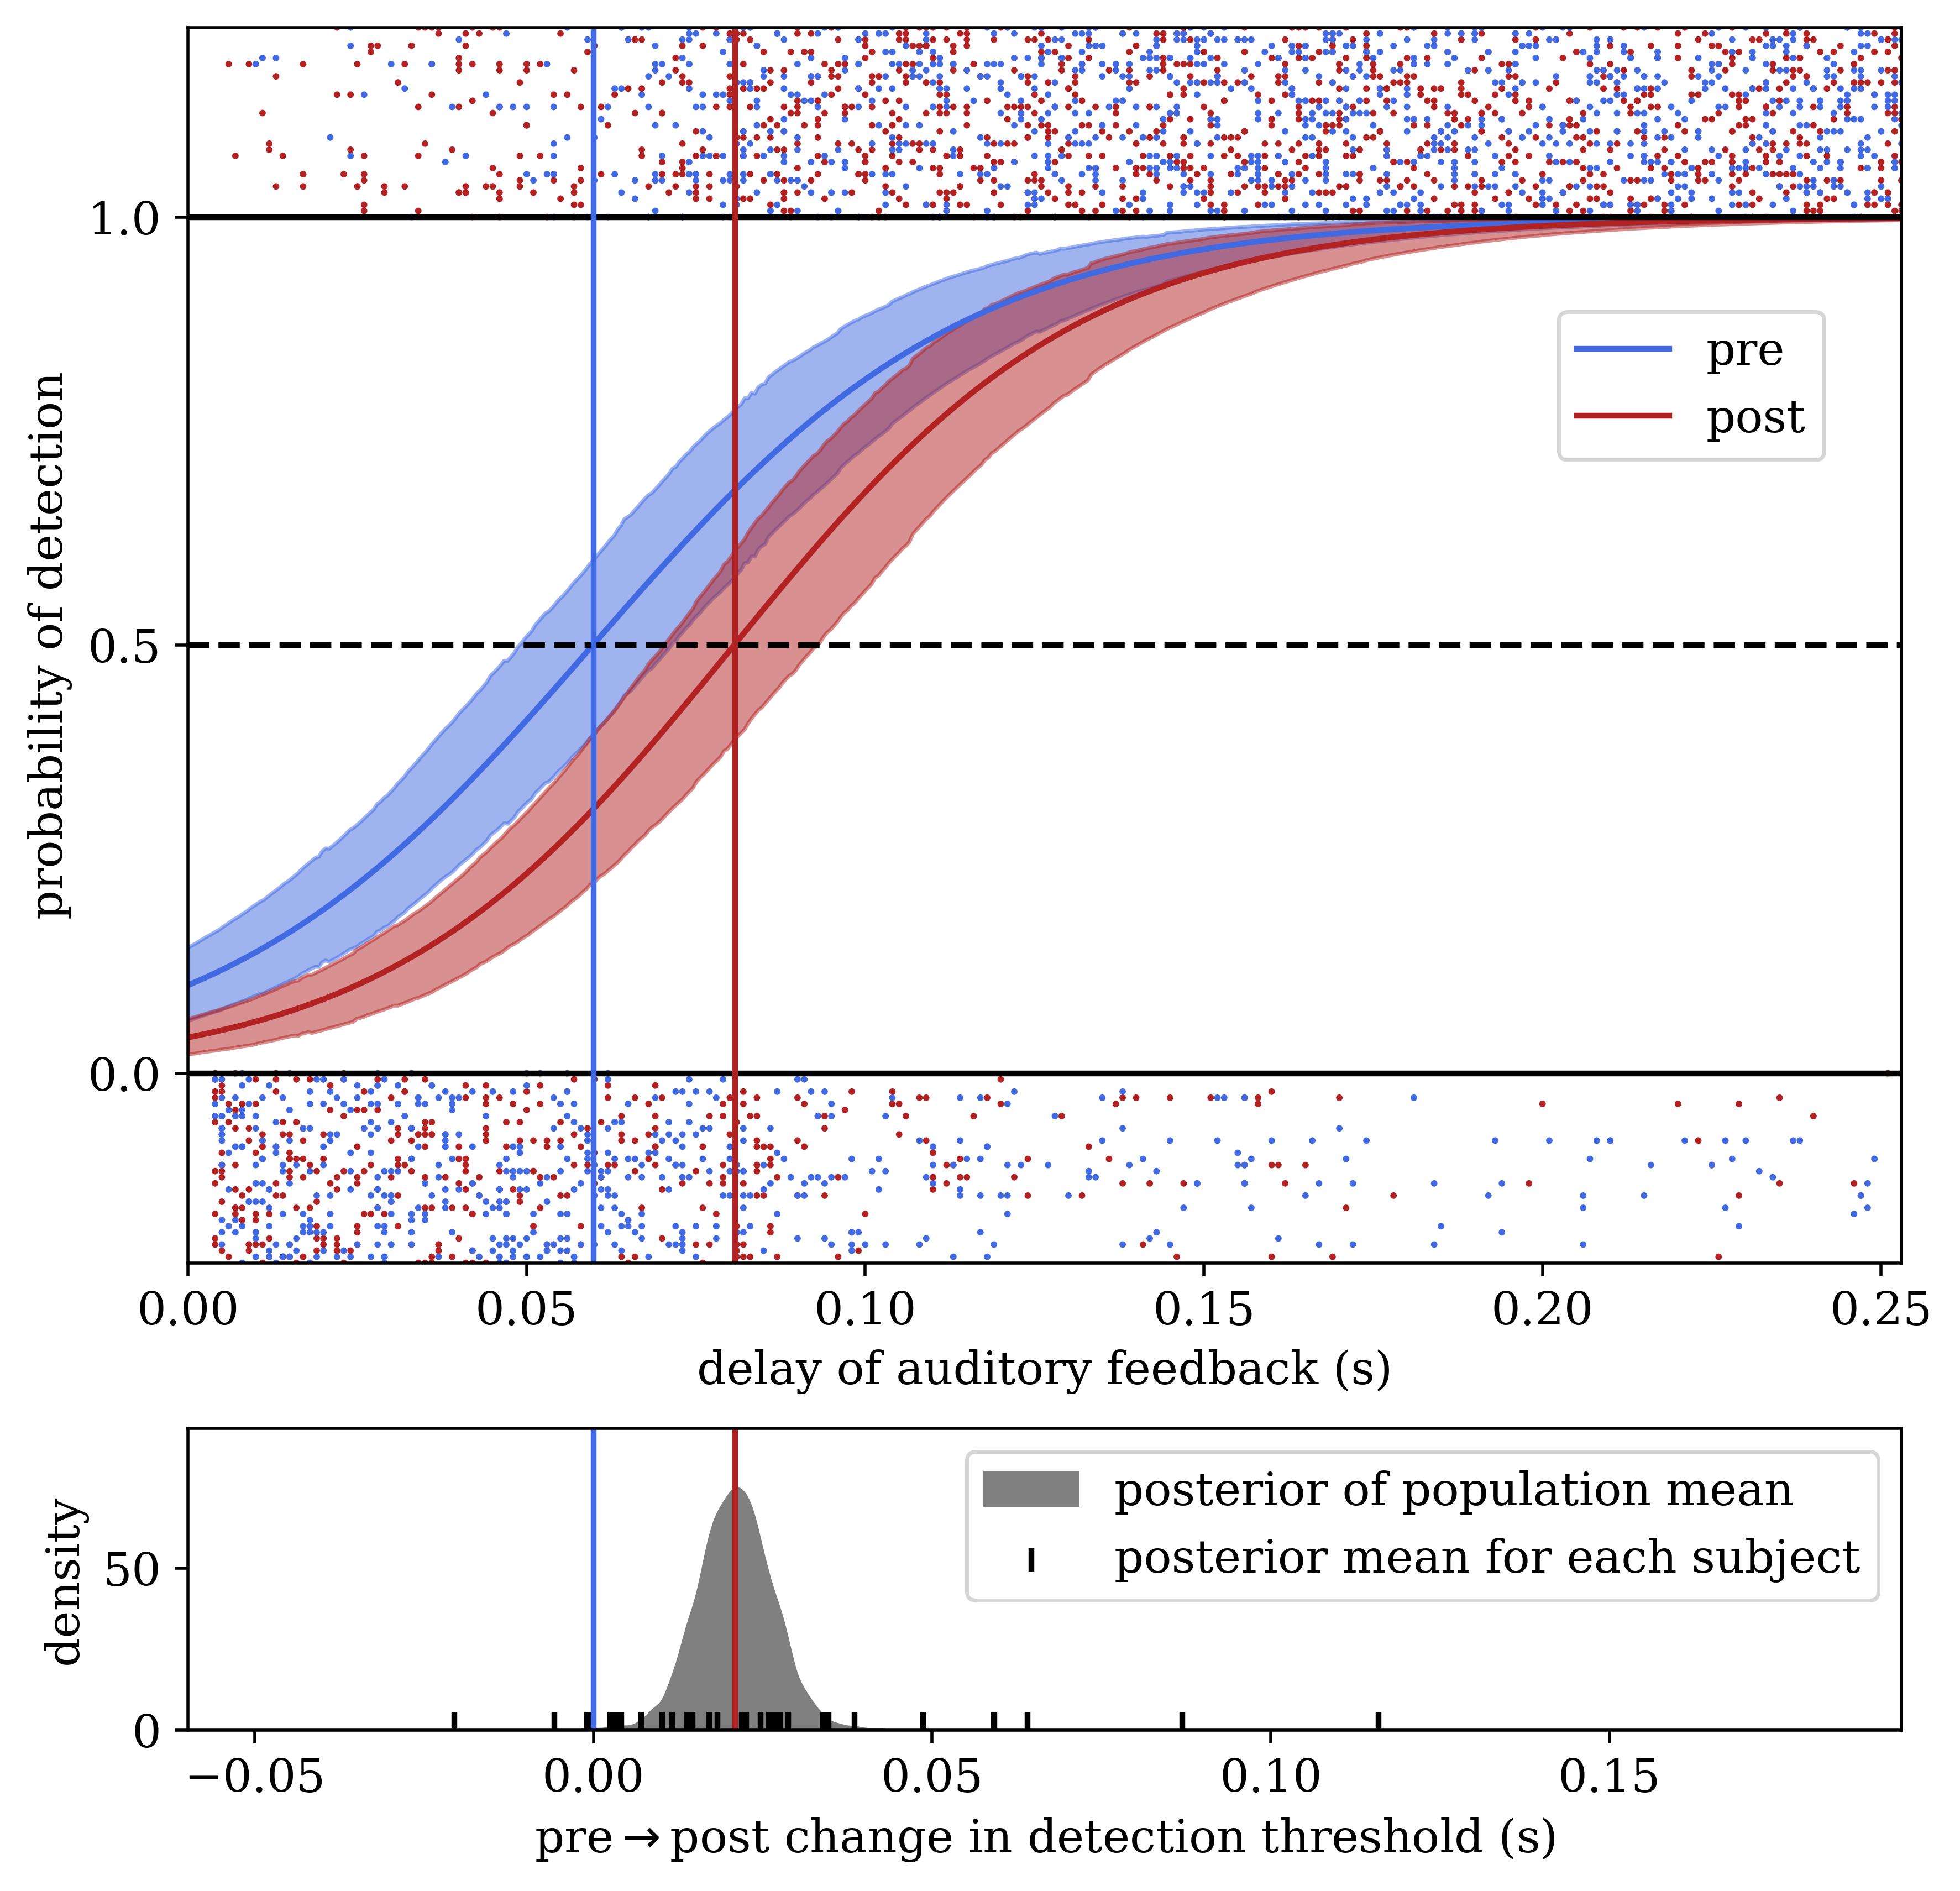 1.0
0.5
0.0
probability of detection
pre
post
0.00 0.05 0.10 0.15 0.20 0.25
delay of auditory feedback (s)
50
0
density
posterior of population mean
posterior mean for each subject
−0.05 0.00 0.05 0.10 0.15
pre→post change in detection threshold (s)